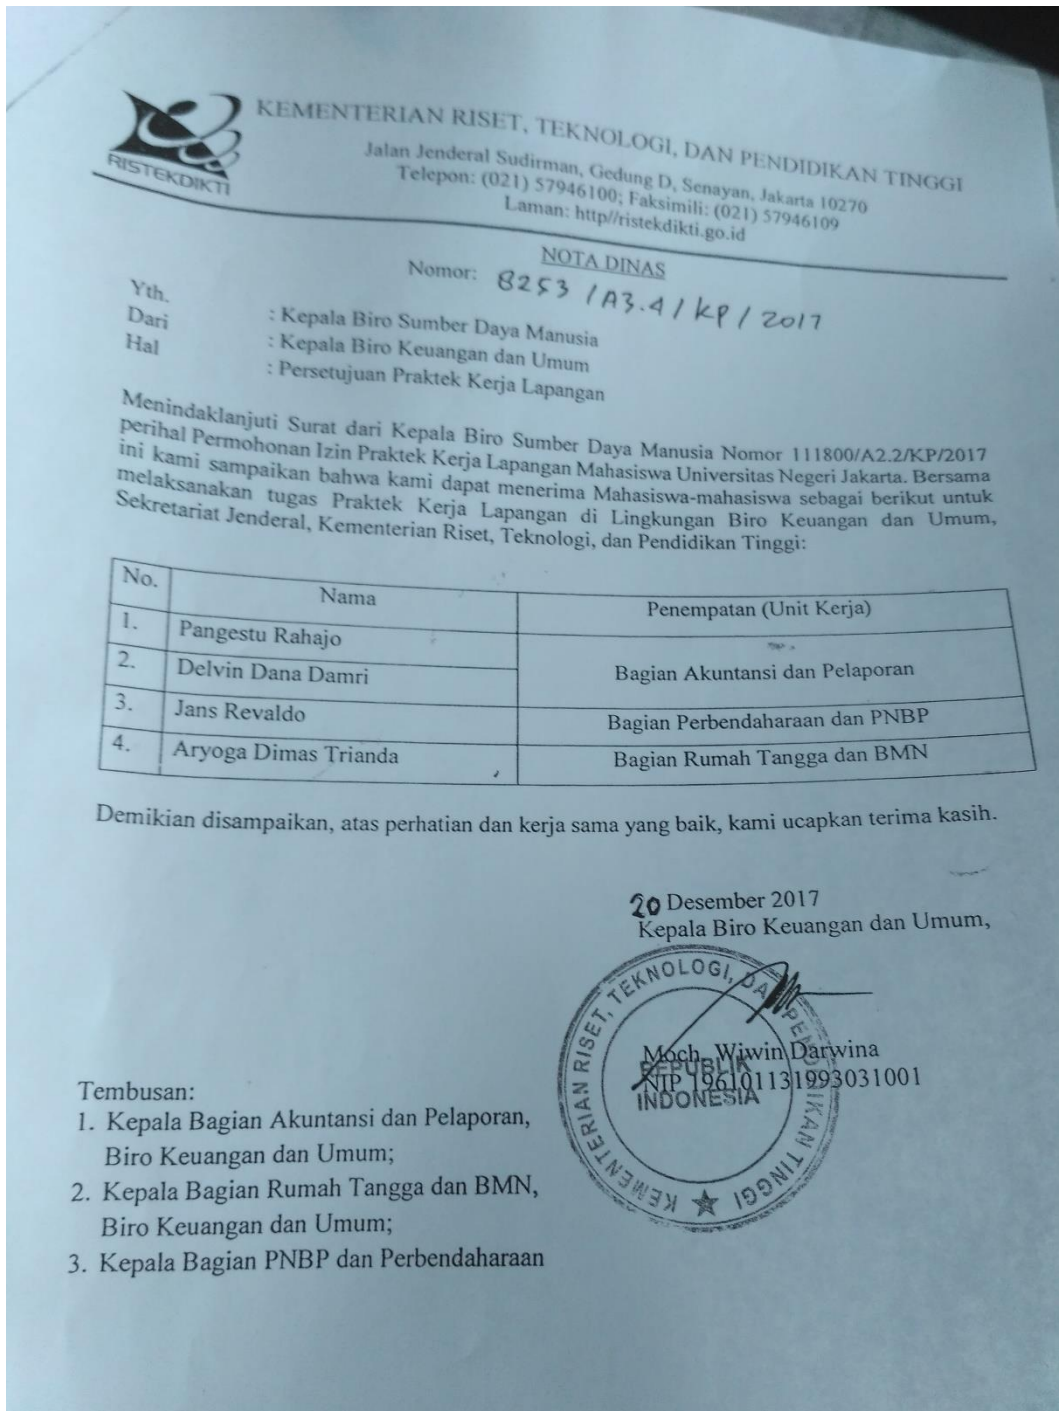 RISTEKDIKTI
KEMENTERIAN RISET, TEKNOLOGI, DAN PENDIDIKAN TINGGI
Jalan Jenderal Sudirman, Gedung D, Senayan, Jakarta 10270
Telepon: (021) 57946100; Faksimili: (021) 57946109
Laman: http//ristekdikti.go.id
NOTA DINAS
Nomor: 8253 / A3.4 / KP / 2017
Yth. : Kepala Biro Sumber Daya Manusia
Dari : Kepala Biro Keuangan dan Umum
Hal : Persetujuan Praktek Kerja Lapangan
Menindaklanjuti Surat dari Kepala Biro Sumber Daya Manusia Nomor 111800/A2.2/KP/2017
perihal Permohonan Izin Praktek Kerja Lapangan Mahasiswa Universitas Negeri Jakarta. Bersama
ini kami sampaikan bahwa kami dapat menerima Mahasiswa-mahasiswa sebagai berikut untuk
melaksanakan tugas Praktek Kerja Lapangan di Lingkungan Biro Keuangan dan Umum,
Sekretariat Jenderal, Kementerian Riset, Teknologi, dan Pendidikan Tinggi:
No. Nama Penempatan (Unit Kerja)
1. Pangestu Rahajo
2. Delvin Dana Damri Bagian Akuntansi dan Pelaporan
3. Jans Revaldo Bagian Perbendaharaan dan PNBP
4. Aryoga Dimas Trianda Bagian Rumah Tangga dan BMN
Demikian disampaikan, atas perhatian dan kerja sama yang baik, kami ucapkan terima kasih.
20 Desember 2017
Kepala Biro Keuangan dan Umum,
KEMENTERIAN RISET, TEKNOLOGI, DAN PENDIDIKAN TINGGI
REPUBLIK
INDONESIA
Moch. Wiwin Darwina
NIP 196101131993031001
Tembusan:
1. Kepala Bagian Akuntansi dan Pelaporan,
Biro Keuangan dan Umum;
2. Kepala Bagian Rumah Tangga dan BMN,
Biro Keuangan dan Umum;
3. Kepala Bagian PNBP dan Perbendaharaan